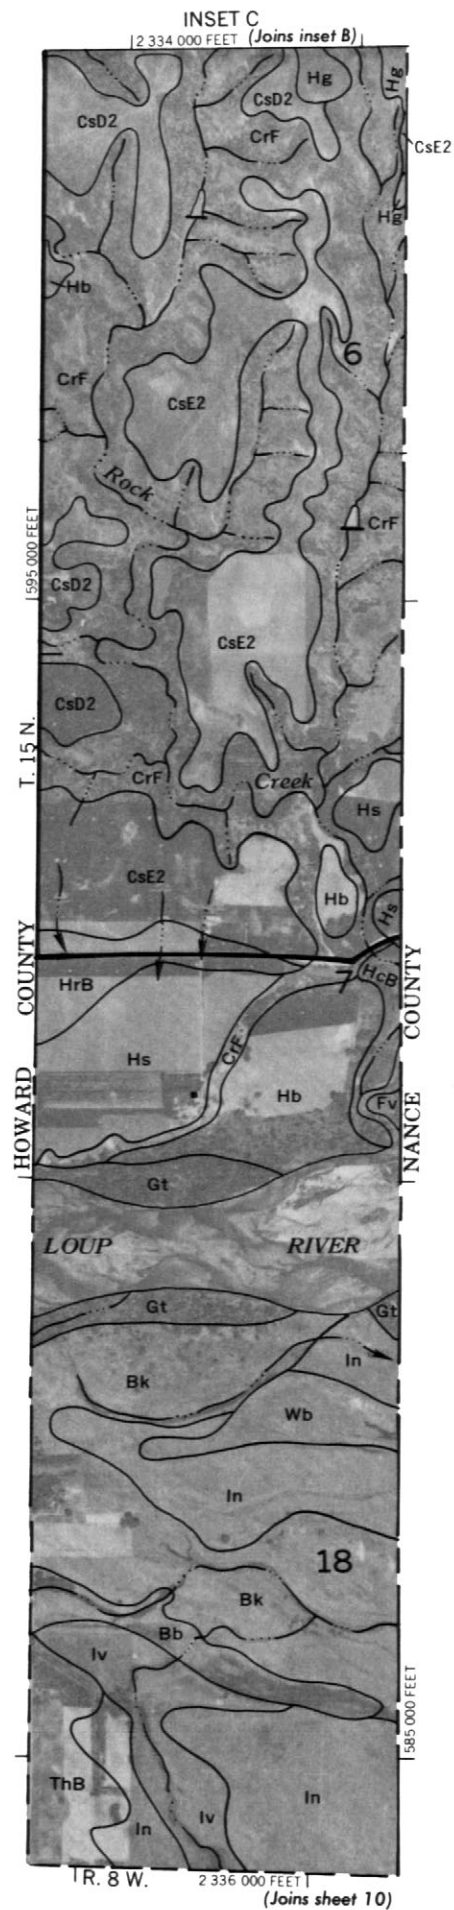 INSET C
2 334 000 FEET (Joins inset B)
Hg
Hg
CsD2
CsD2
CrF
CsE2
Hg
Hb
6
CrF
CsE2
Rock
CrF
595 000 FEET
CsD2
CsE2
CsD2
T. 15 N.
CrF
Creek
Hs
CsE2
Hb
Hs
HOWARD COUNTY
NANCE COUNTY
7
HcB
HrB
CrF
Hs
Hb
Fv
Gt
LOUP RIVER
Gt
Gt
In
Bk
Wb
In
18
Bk
Bb
Iv
585 000 FEET
ThB
In
Iv
In
R. 8 W.
2 336 000 FEET
(Joins sheet 10)